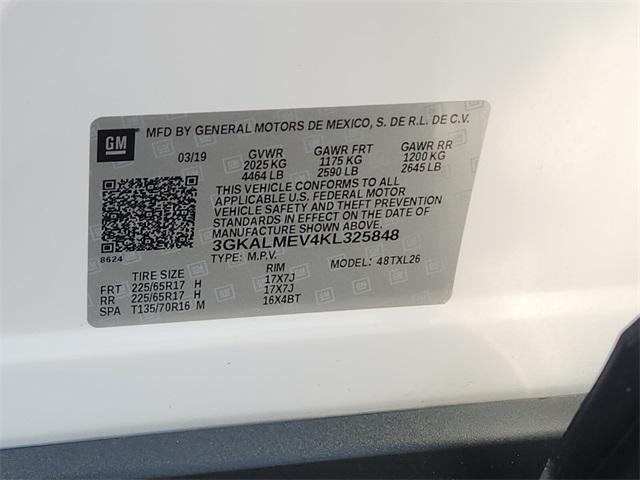 GM
MFD BY GENERAL MOTORS DE MEXICO, S. DE R.L. DE C.V.
03/19 GVWR GAWR FRT GAWR RR
2025 KG 1175 KG 1200 KG
4464 LB 2590 LB 2645 LB
THIS VEHICLE CONFORMS TO ALL
APPLICABLE U.S. FEDERAL MOTOR
VEHICLE SAFETY AND THEFT PREVENTION
STANDARDS IN EFFECT ON THE DATE OF
MANUFACTURE SHOWN ABOVE.
3GKALMEV4KL325848
8624 TYPE: M.P.V. MODEL: 48TXL26
TIRE SIZE RIM
FRT 225/65R17 H 17X7J
RR 225/65R17 H 17X7J
SPA T135/70R16 M 16X4BT